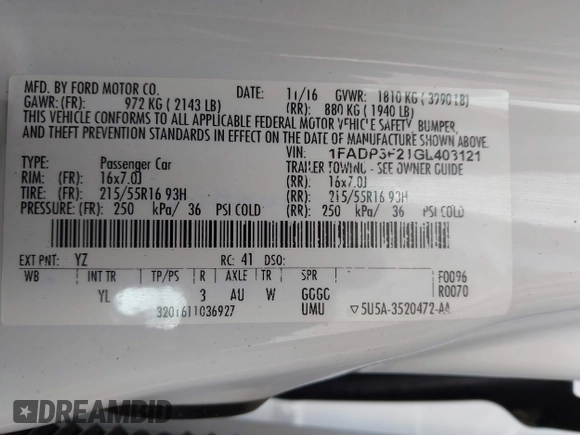 MFD. BY FORD MOTOR CO. DATE: 11/16 GVWR: 1810 KG ( 3990 LB)
GAWR: (FR): 972 KG ( 2143 LB) (RR): 880 KG ( 1940 LB)
THIS VEHICLE CONFORMS TO ALL APPLICABLE FEDERAL MOTOR VEHICLE SAFETY, BUMPER,
AND THEFT PREVENTION STANDARDS IN EFFECT ON THE DATE OF MANUFACTURE SHOWN ABOVE.
VIN: 1FADP3F21GL403121
TYPE: Passenger Car TRAILER TOWING - SEE OWNER GUIDE
RIM: (FR) 16x7.0J (RR) 16x7.0J
TIRE: (FR) 215/55R16 93H (RR) 215/55R16 93H
PRESSURE: (FR) 250 kPa/ 36 PSI COLD (RR) 250 kPa/ 36 PSI COLD
EXT PNT: YZ RC: 41 DSO:
WB INT TR TP/PS R AXLE TR SPR F0096
YL 3 AU W GGGG R0070
3201611036927 UMU ▽5U5A-3520472-AA
DREAMBID